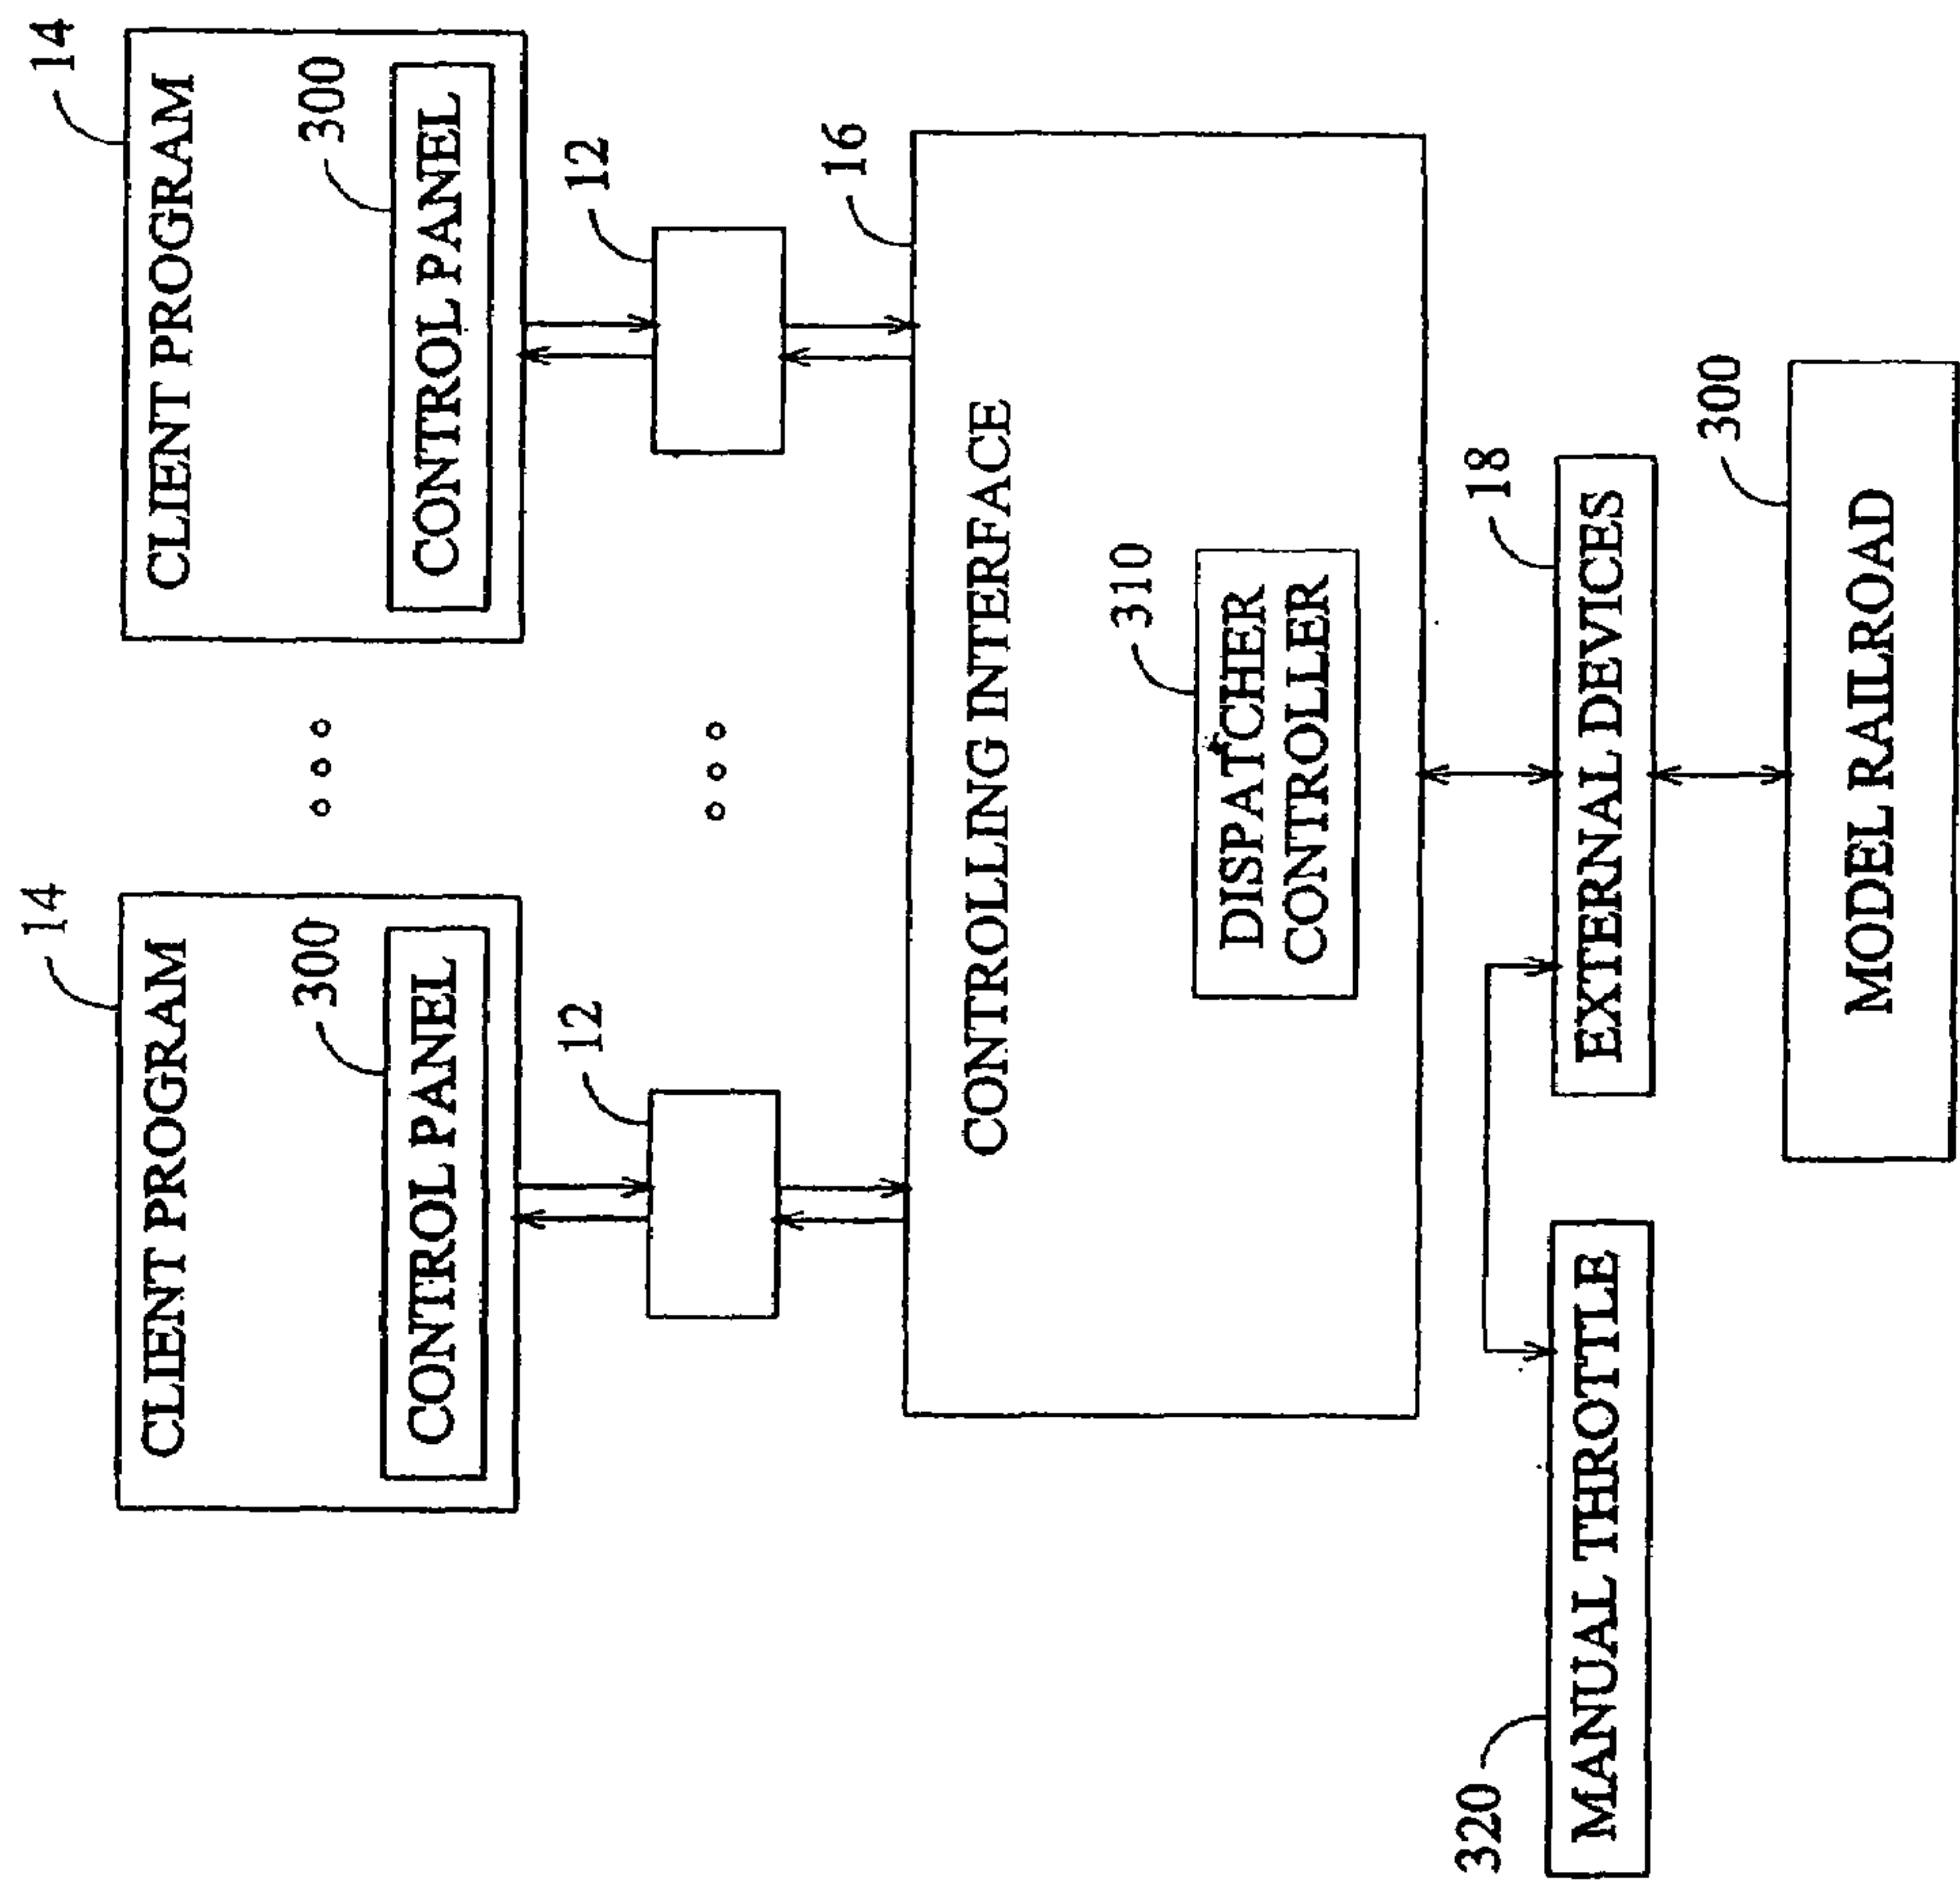 14
CLIENT PROGRAM
300
CONTROL PANEL
12
14
CLIENT PROGRAM
300
CONTROL PANEL
12
16
CONTROLLING INTERFACE
310
DISPATCHER
CONTROLLER
320
MANUAL THROTTLE
18
EXTERNAL DEVICES
300
MODEL RAILROAD